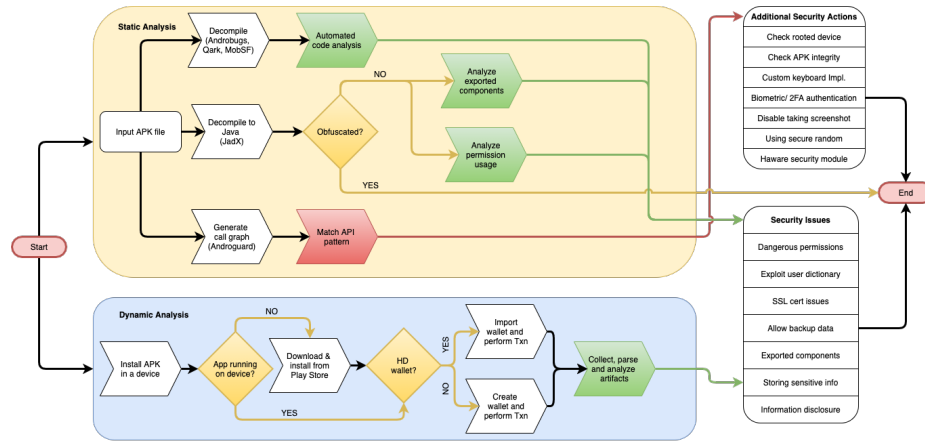 Static Analysis
Decompile
(Androbugs,
Qark, MobSF)
Automated
code analysis
Input APK file
Decompile to
Java
(JadX)
Obfuscated?
NO
YES
Analyze
exported
components
Analyze
permission
usage
Generate
call graph
(Androguard)
Match API
pattern
Start
Dynamic Analysis
Install APK
in a device
App running
on device?
NO
YES
Download &
install from
Play Store
HD
wallet?
YES
NO
Import
wallet and
perform Txn
Create
wallet and
perform Txn
Collect, parse
and analyze
artifacts
Additional Security Actions
Check rooted device
Check APK integrity
Custom keyboard Impl.
Biometric/ 2FA authentication
Disable taking screenshot
Using secure random
Haware security module
End
Security Issues
Dangerous permissions
Exploit user dictionary
SSL cert issues
Allow backup data
Exported components
Storing sensitive info
Information disclosure